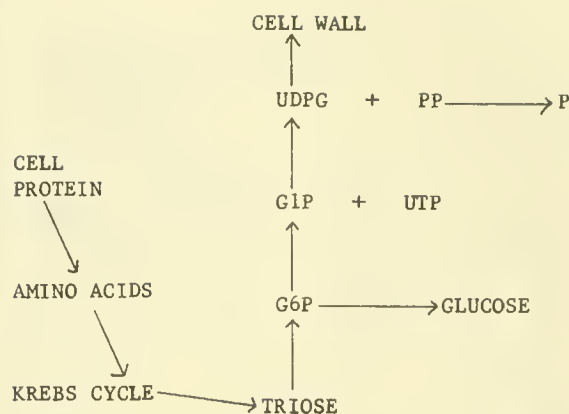 CELL WALL
UDPG + PP P
CELL
PROTEIN
G1P + UTP
AMINO ACIDS
G6P GLUCOSE
KREBS CYCLE
TRIOSE